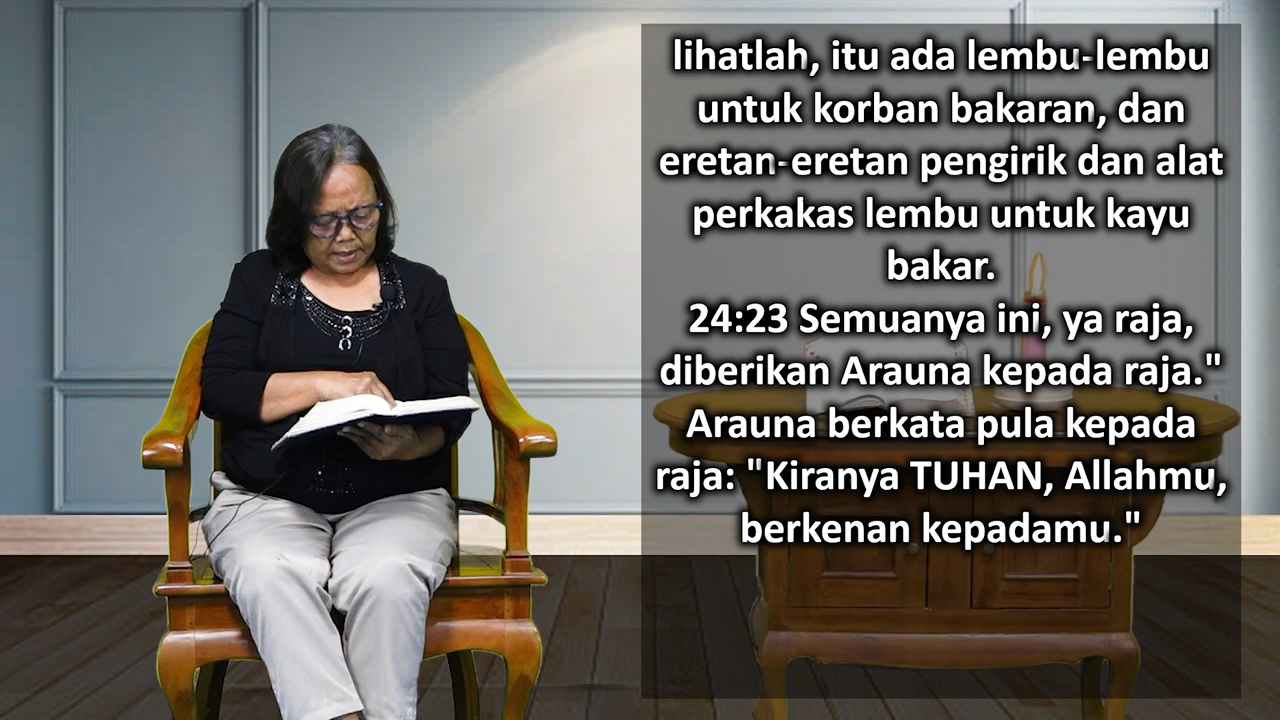 lihatlah, itu ada lembu-lembu
untuk korban bakaran, dan
eretan-eretan pengirik dan alat
perkakas lembu untuk kayu
bakar.
24:23 Semuanya ini, ya raja,
diberikan Arauna kepada raja."
Arauna berkata pula kepada
raja: "Kiranya TUHAN, Allahmu,
berkenan kepadamu."